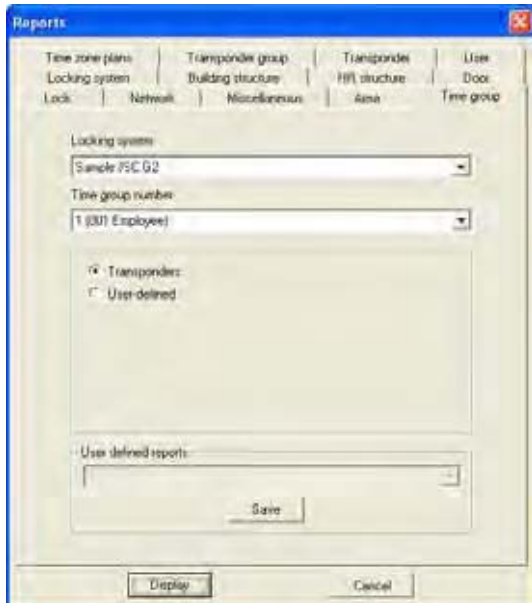 Reports
Time zone plans Transponder group Transponder User
Locking system Building structure HR structure Door
Lock Network Miscellaneous Area Time group
Locking system
Sample JSC G2
Time group number
1 (001 Employee)
Transponders
User-defined
User defined reports
Save
Display Cancel